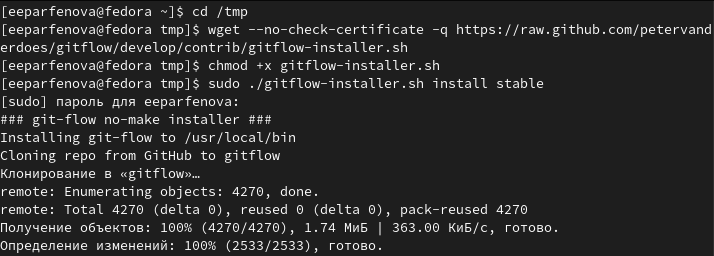 [eeparfenova@fedora ~]$ cd /tmp
[eeparfenova@fedora tmp]$ wget --no-check-certificate -q https://raw.github.com/petervand
erdoes/gitflow/develop/contrib/gitflow-installer.sh
[eeparfenova@fedora tmp]$ chmod +x gitflow-installer.sh
[eeparfenova@fedora tmp]$ sudo ./gitflow-installer.sh install stable
[sudo] пароль для eeparfenova:
### git-flow no-make installer ###
Installing git-flow to /usr/local/bin
Cloning repo from GitHub to gitflow
Клонирование в «gitflow»…
remote: Enumerating objects: 4270, done.
remote: Total 4270 (delta 0), reused 0 (delta 0), pack-reused 4270
Получение объектов: 100% (4270/4270), 1.74 МиБ | 363.00 КиБ/с, готово.
Определение изменений: 100% (2533/2533), готово.